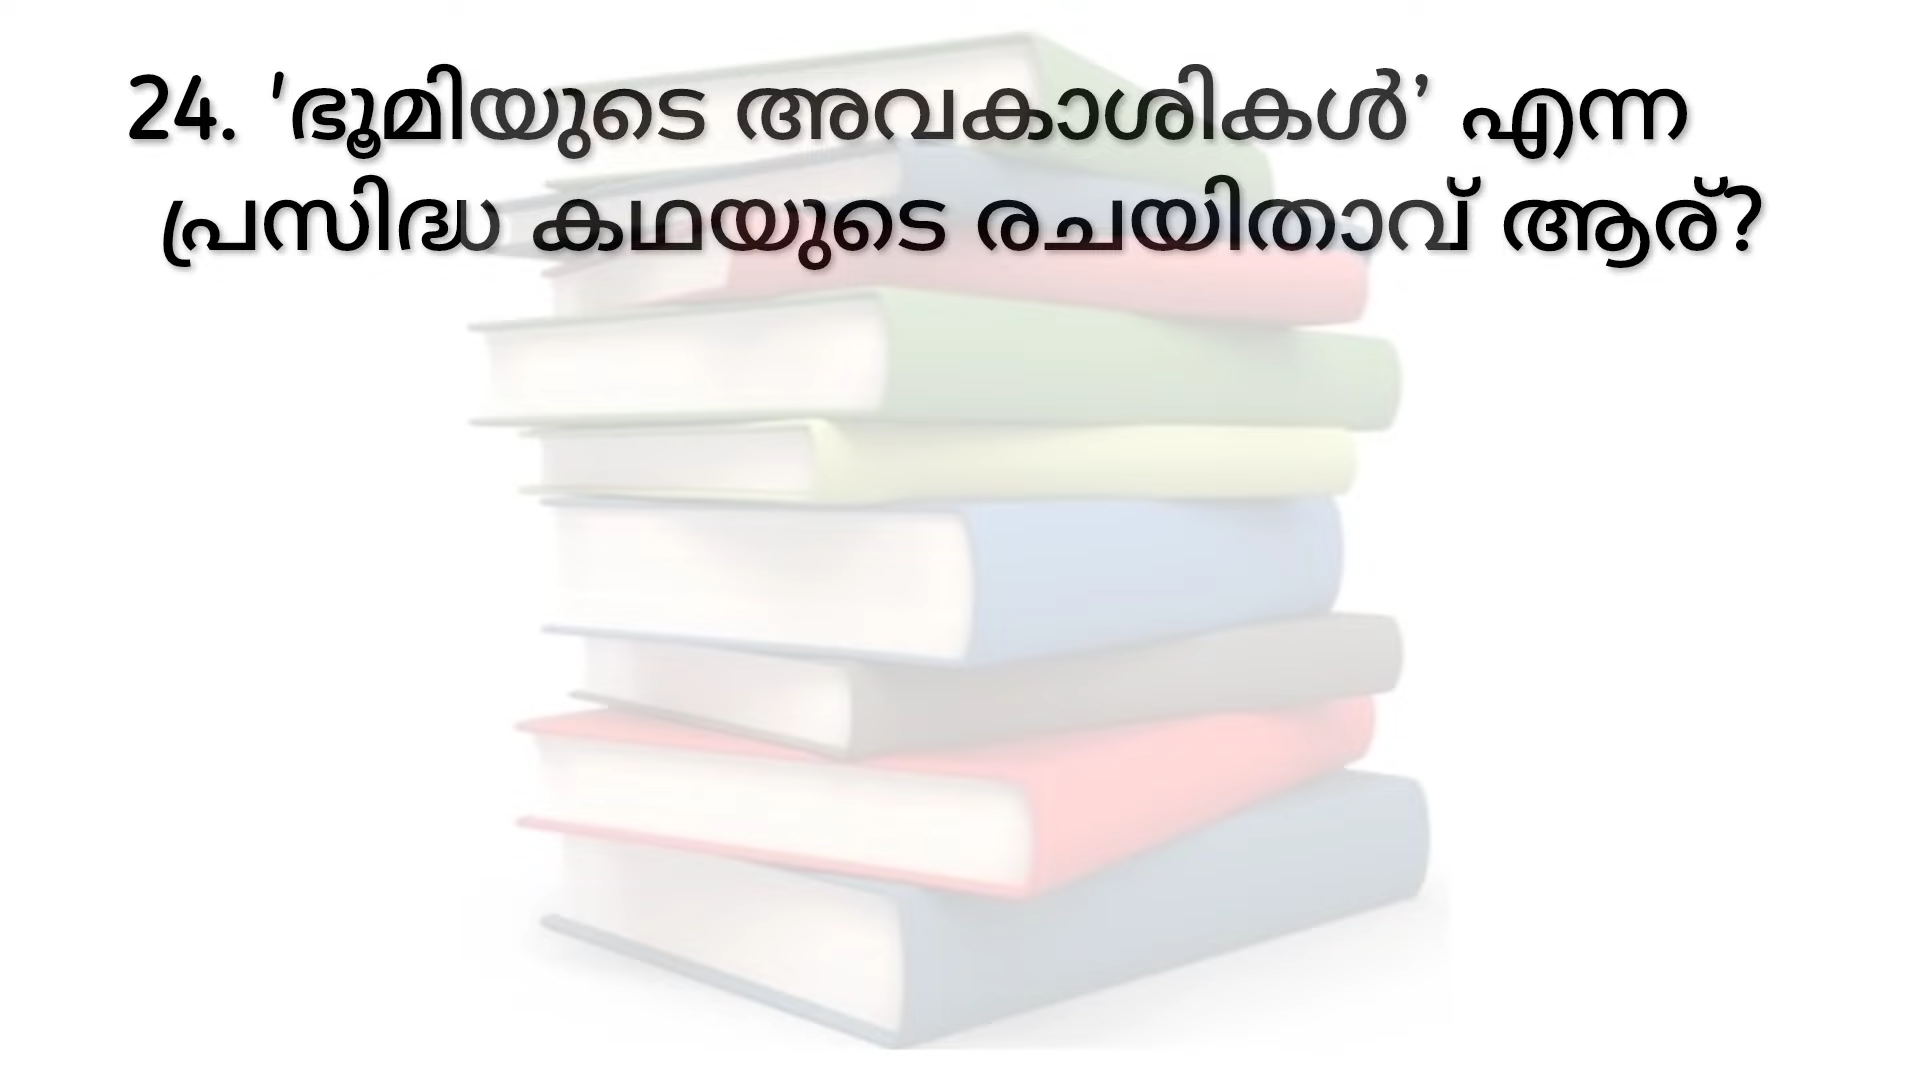 24. 'ഭൂമിയുടെ അവകാശികൾ’ എന്ന
പ്രസിദ്ധ കഥയുടെ രചയിതാവ് ആര്?